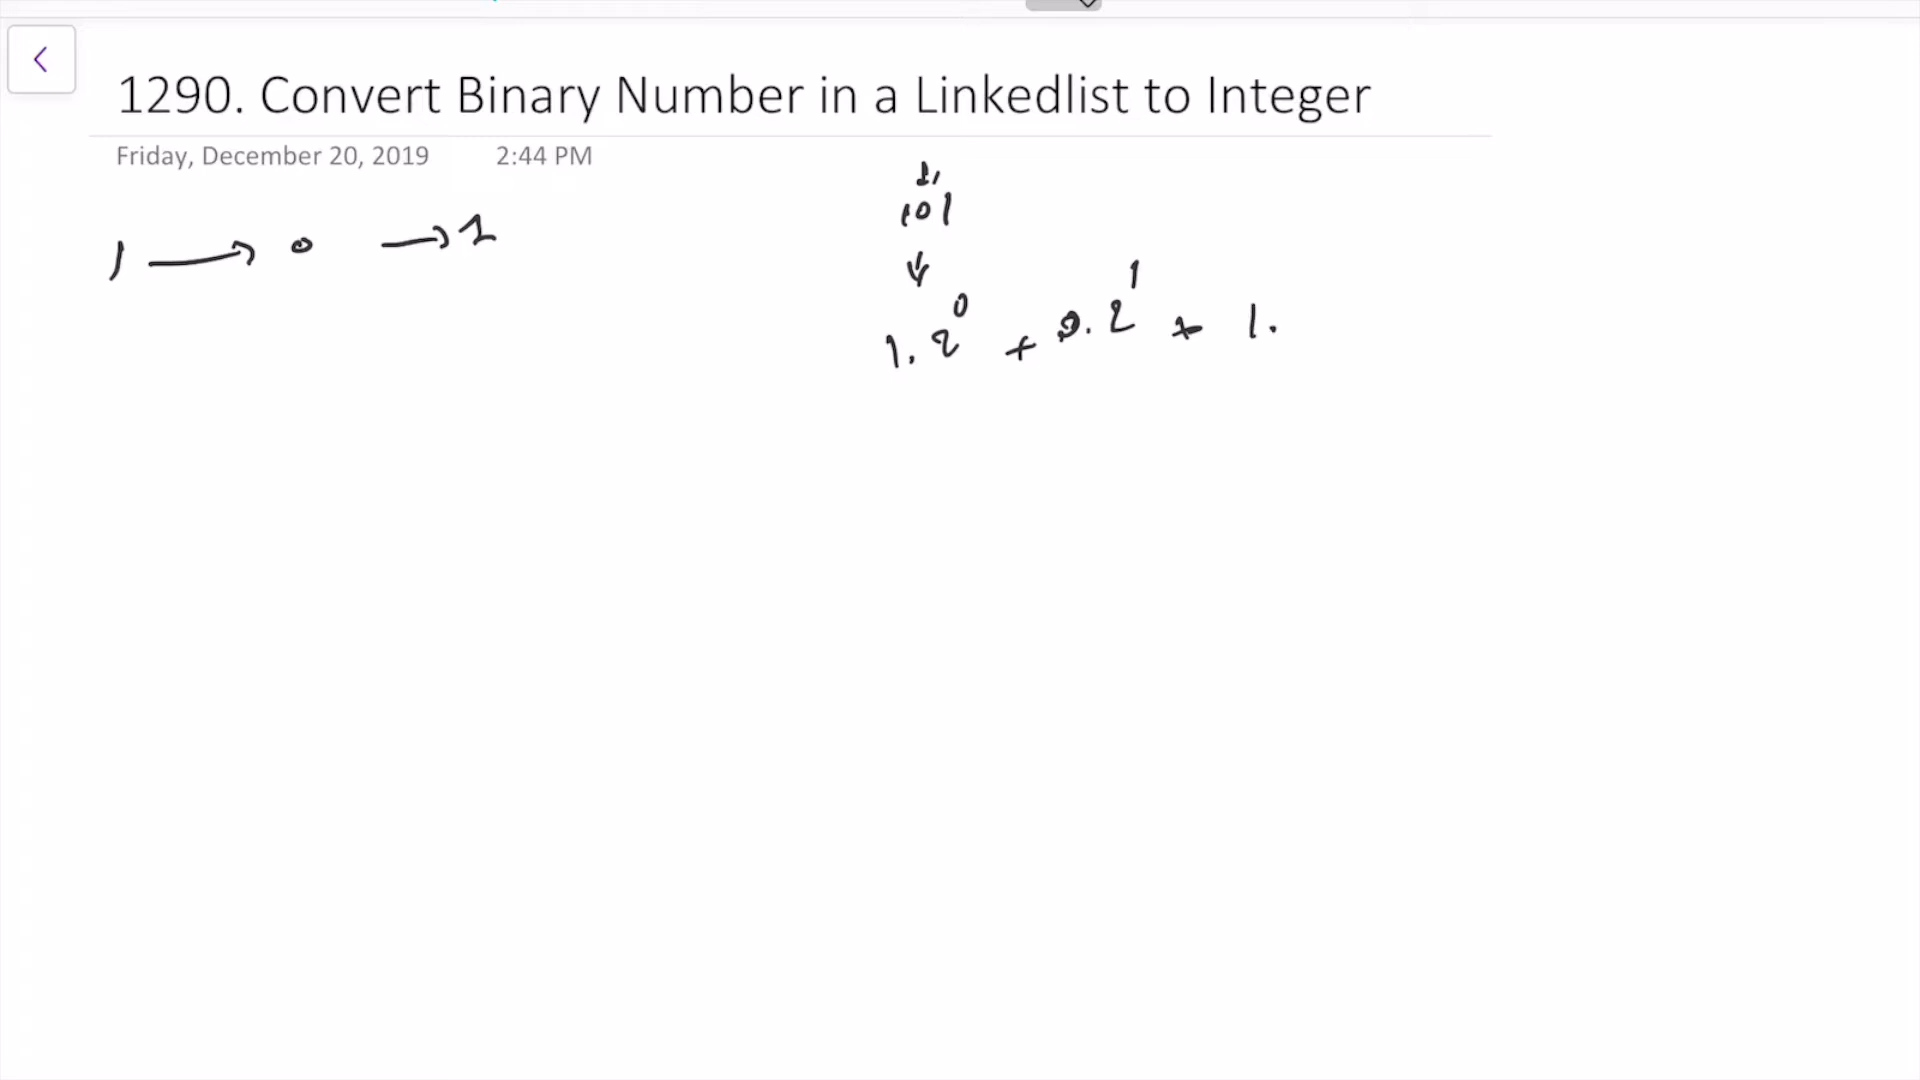 1290. Convert Binary Number in a Linkedlist to Integer
Friday, December 20, 2019 2:44 PM
1 → 0 → 1
101
↓
1.2⁰ + 0.2¹ + 1.